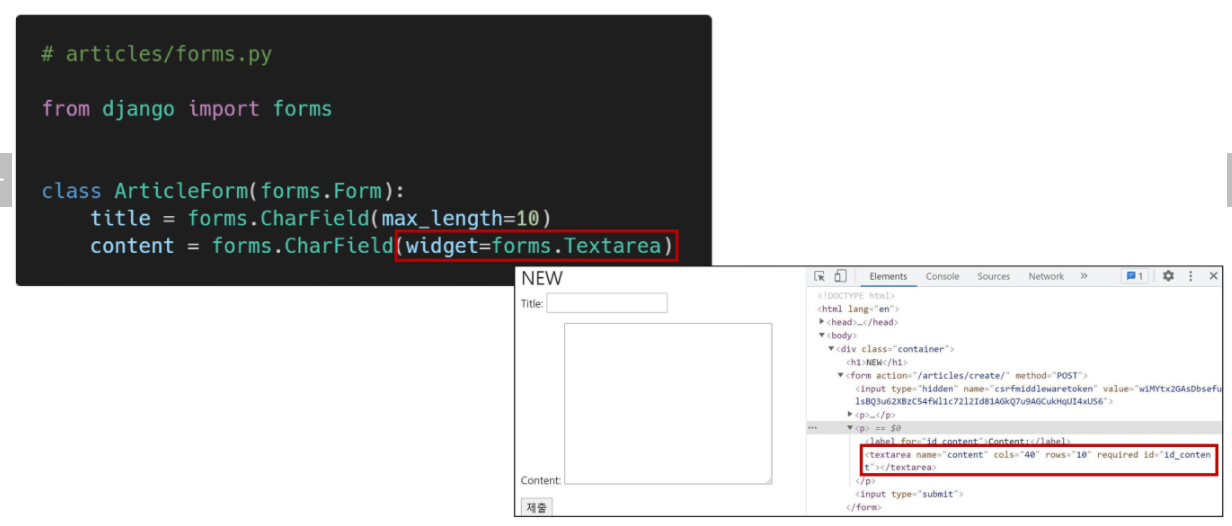 # articles/forms.py
from django import forms
class ArticleForm(forms.Form):
title = forms.CharField(max_length=10)
content = forms.CharField(widget=forms.Textarea)
NEW
Title:
Content:
제출
Elements Console Sources Network » 1
<!DOCTYPE html>
<html lang="en">
<head>…</head>
<body>
<div class="container">
<h1>NEW</h1>
<form action="/articles/create/" method="POST">
<input type="hidden" name="csrfmiddlewaretoken" value="wiMYtx2GAsDbsefu
lsBQ3u62XBzC54fWl1c72l2Id81AGkQ7u9AGCukHqUI4xUS6">
<p>…</p>
<p> == $0
<label for="id_content">Content:</label>
<textarea name="content" cols="40" rows="10" required id="id_conten
t"></textarea>
</p>
<input type="submit">
</form>